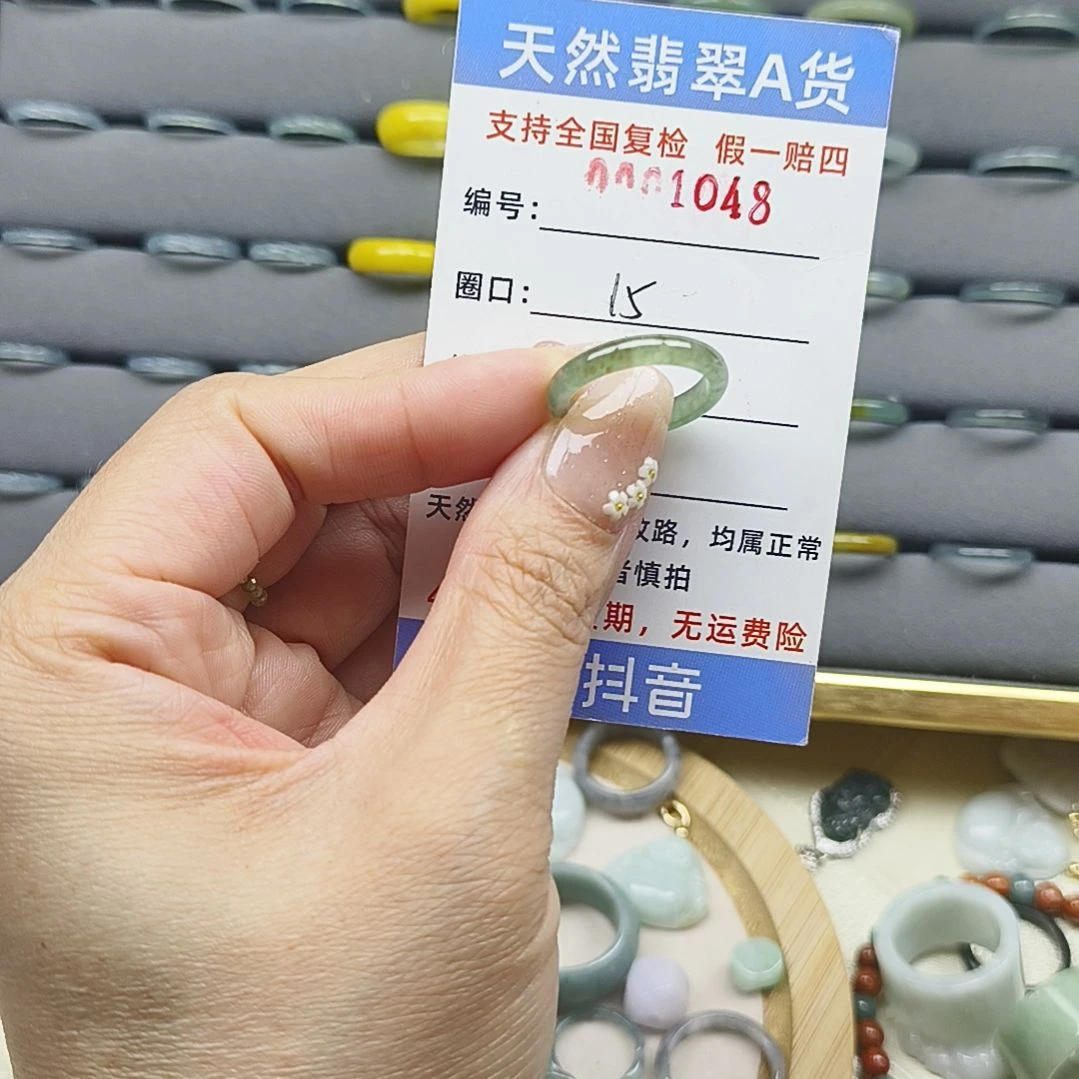 天然翡翠A货
支持全国复检 假一赔四
0001048
编号:
圈口: 15
天然
纹路，均属正常
者慎拍
期，无运费险
抖音